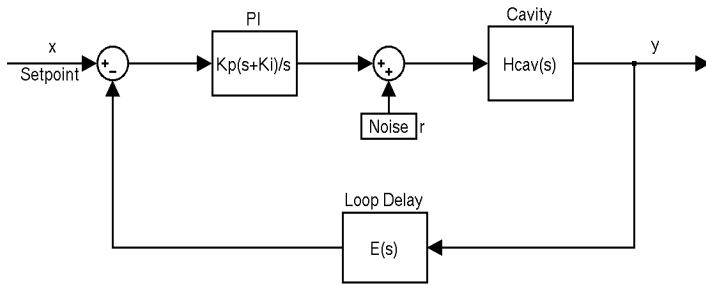 PI
Cavity
x
Setpoint
+
−
Kp(s+Ki)/s
+
+
Hcav(s)
y
Noise r
Loop Delay
E(s)